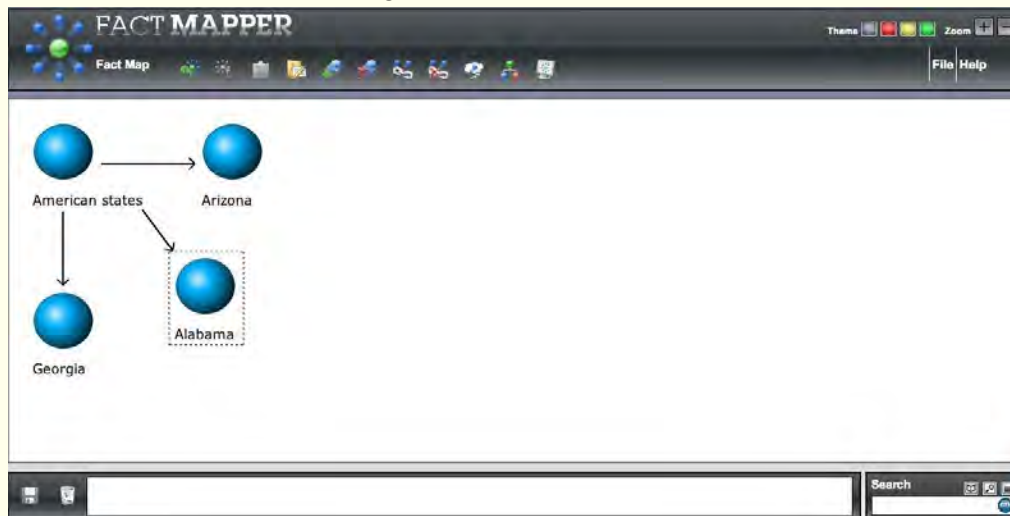 FACT MAPPER
Theme
Zoom
Fact Map
File Help
American states
Arizona
Alabama
Georgia
Search